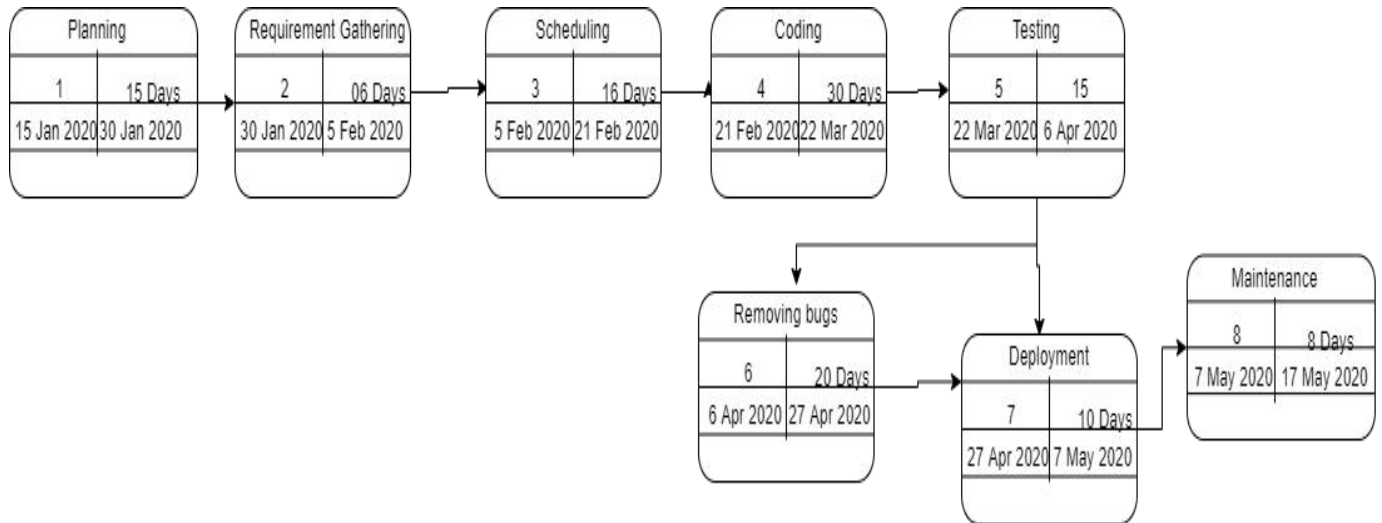 Planning
1 15 Days
15 Jan 2020 30 Jan 2020
Requirement Gathering
2 06 Days
30 Jan 2020 5 Feb 2020
Scheduling
3 16 Days
5 Feb 2020 21 Feb 2020
Coding
4 30 Days
21 Feb 2020 22 Mar 2020
Testing
5 15
22 Mar 2020 6 Apr 2020
Removing bugs
6 20 Days
6 Apr 2020 27 Apr 2020
Deployment
7 10 Days
27 Apr 2020 7 May 2020
Maintenance
8 8 Days
7 May 2020 17 May 2020